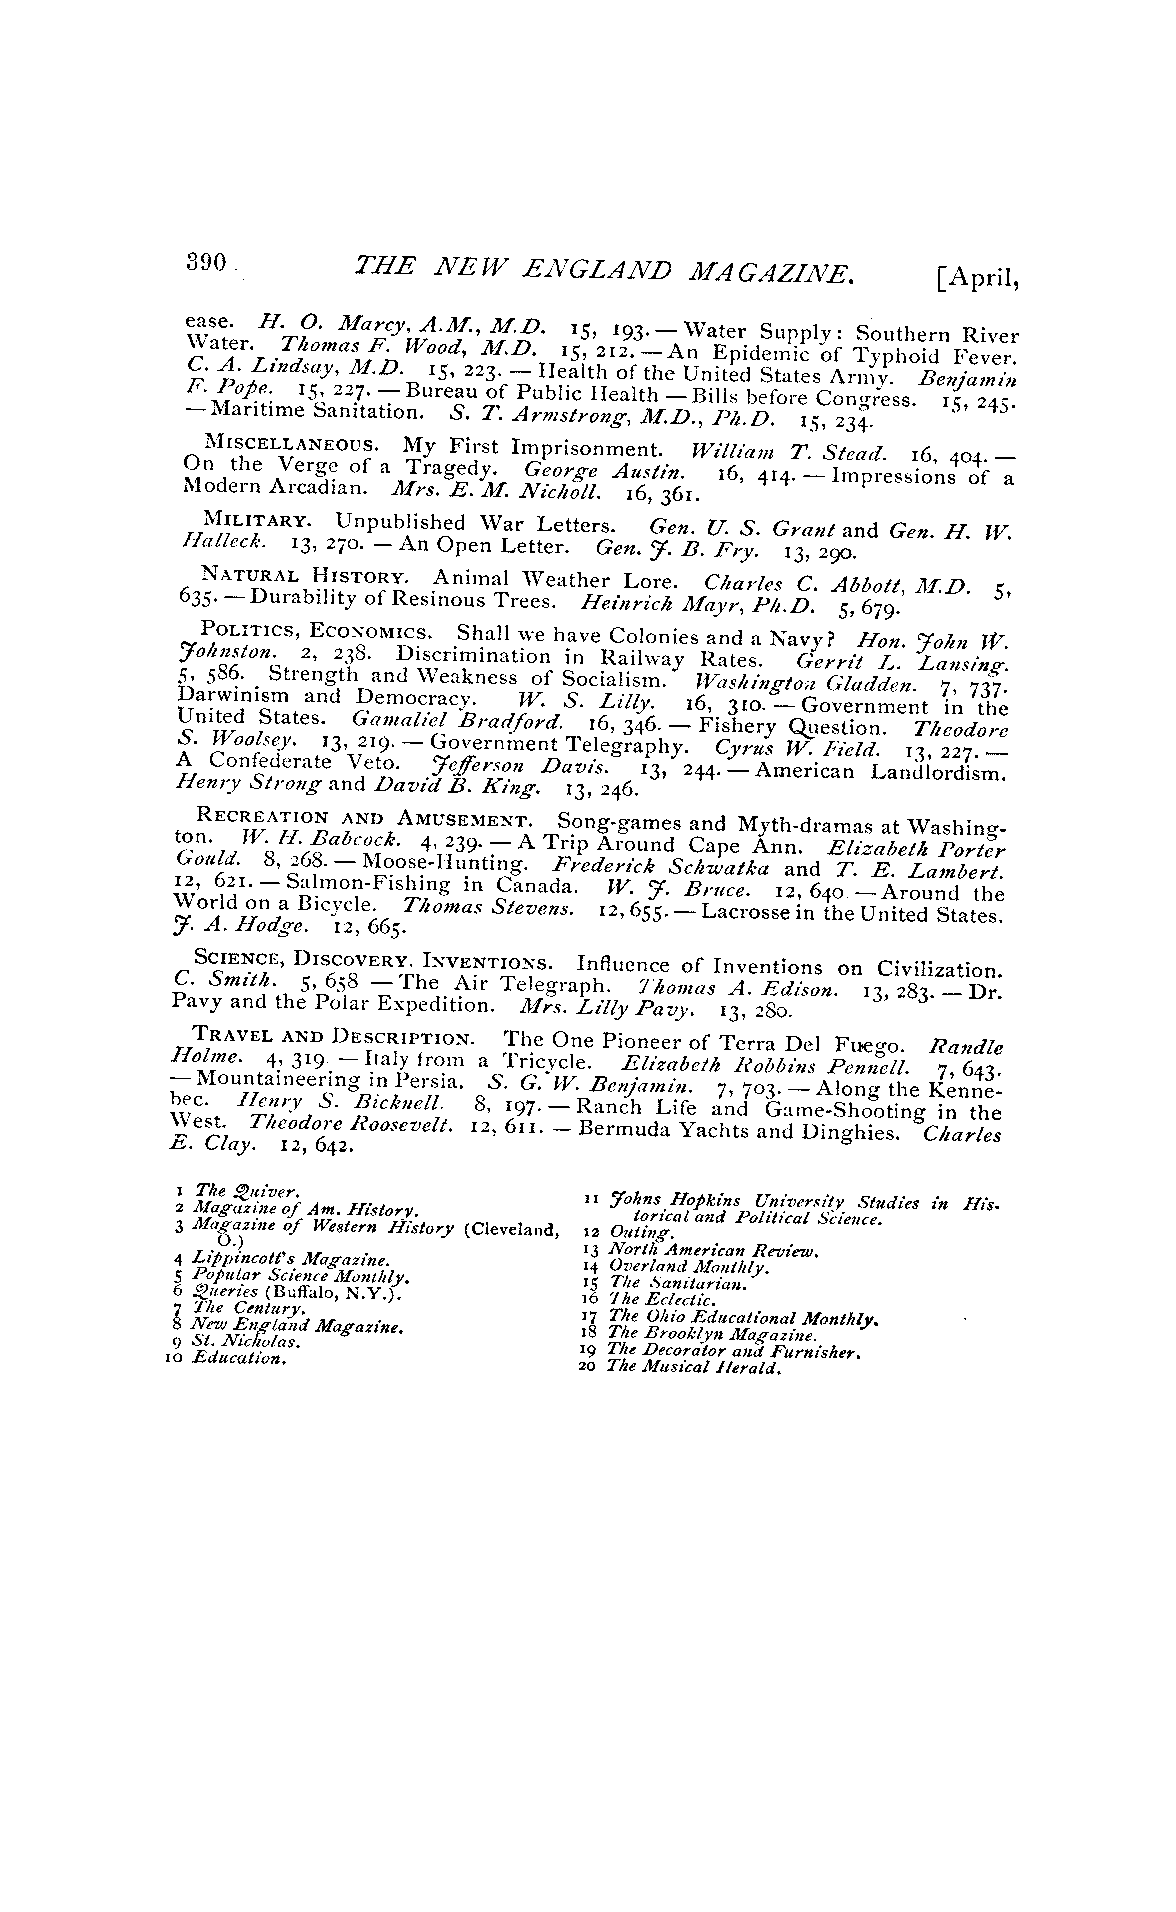 390 THE NEW ENGLAND MAGAZINE. [April,
ease. H. O. Marcy, A.M., M.D. 15, 193. — Water Supply: Southern River
Water. Thomas F. Wood, M.D. 15, 212. — An Epidemic of Typhoid Fever.
C. A. Lindsay, M.D. 15, 223. — Health of the United States Army. Benjamin
F. Pope. 15, 227. — Bureau of Public Health — Bills before Congress. 15, 245.
— Maritime Sanitation. S. T. Armstrong, M.D., Ph.D. 15, 234.
MISCELLANEOUS. My First Imprisonment. William T. Stead. 16, 404. —
On the Verge of a Tragedy. George Austin. 16, 414. — Impressions of a
Modern Arcadian. Mrs. E. M. Nicholl. 16, 361.
MILITARY. Unpublished War Letters. Gen. U. S. Grant and Gen. H. W.
Halleck. 13, 270. — An Open Letter. Gen. J. B. Fry. 13, 290.
NATURAL HISTORY. Animal Weather Lore. Charles C. Abbott, M.D. 5,
635. — Durability of Resinous Trees. Heinrich Mayr, Ph.D. 5, 679.
POLITICS, ECONOMICS. Shall we have Colonies and a Navy? Hon. John W.
Johnston. 2, 238. Discrimination in Railway Rates. Gerrit L. Lansing.
5, 586. Strength and Weakness of Socialism. Washington Gladden. 7, 737.
Darwinism and Democracy. W. S. Lilly. 16, 310. — Government in the
United States. Gamaliel Bradford. 16, 346. — Fishery Question. Theodore
S. Woolsey. 13, 219. — Government Telegraphy. Cyrus W. Field. 13, 227. —
A Confederate Veto. Jefferson Davis. 13, 244. — American Landlordism.
Henry Strong and David B. King. 13, 246.
RECREATION AND AMUSEMENT. Song-games and Myth-dramas at Washing-
ton. W. H. Babcock. 4, 239. — A Trip Around Cape Ann. Elizabeth Porter
Gould. 8, 268. — Moose-Hunting. Frederick Schwatka and T. E. Lambert.
12, 621. — Salmon-Fishing in Canada. W. J. Bruce. 12, 640. — Around the
World on a Bicycle. Thomas Stevens. 12, 655. — Lacrosse in the United States.
J. A. Hodge. 12, 665.
SCIENCE, DISCOVERY. INVENTIONS. Influence of Inventions on Civilization.
C. Smith. 5, 658 — The Air Telegraph. Thomas A. Edison. 13, 283. — Dr.
Pavy and the Polar Expedition. Mrs. Lilly Pavy. 13, 280.
TRAVEL AND DESCRIPTION. The One Pioneer of Terra Del Fuego. Randle
Holme. 4, 319. — Italy from a Tricycle. Elizabeth Robbins Pennell. 7, 643.
— Mountaineering in Persia. S. G. W. Benjamin. 7, 703. — Along the Kenne-
bec. Henry S. Bicknell. 8, 197. — Ranch Life and Game-Shooting in the
West. Theodore Roosevelt. 12, 611. — Bermuda Yachts and Dinghies. Charles
E. Clay. 12, 642.
1 The Quiver.
2 Magazine of Am. History.
3 Magazine of Western History (Cleveland,
O.)
4 Lippincott's Magazine.
5 Popular Science Monthly.
6 Queries (Buffalo, N.Y.).
7 The Century.
8 New England Magazine.
9 St. Nicholas.
10 Education.
11 Johns Hopkins University Studies in His-
torical and Political Science.
12 Outing.
13 North American Review.
14 Overland Monthly.
15 The Sanitarian.
16 The Eclectic.
17 The Ohio Educational Monthly.
18 The Brooklyn Magazine.
19 The Decorator and Furnisher.
20 The Musical Herald.